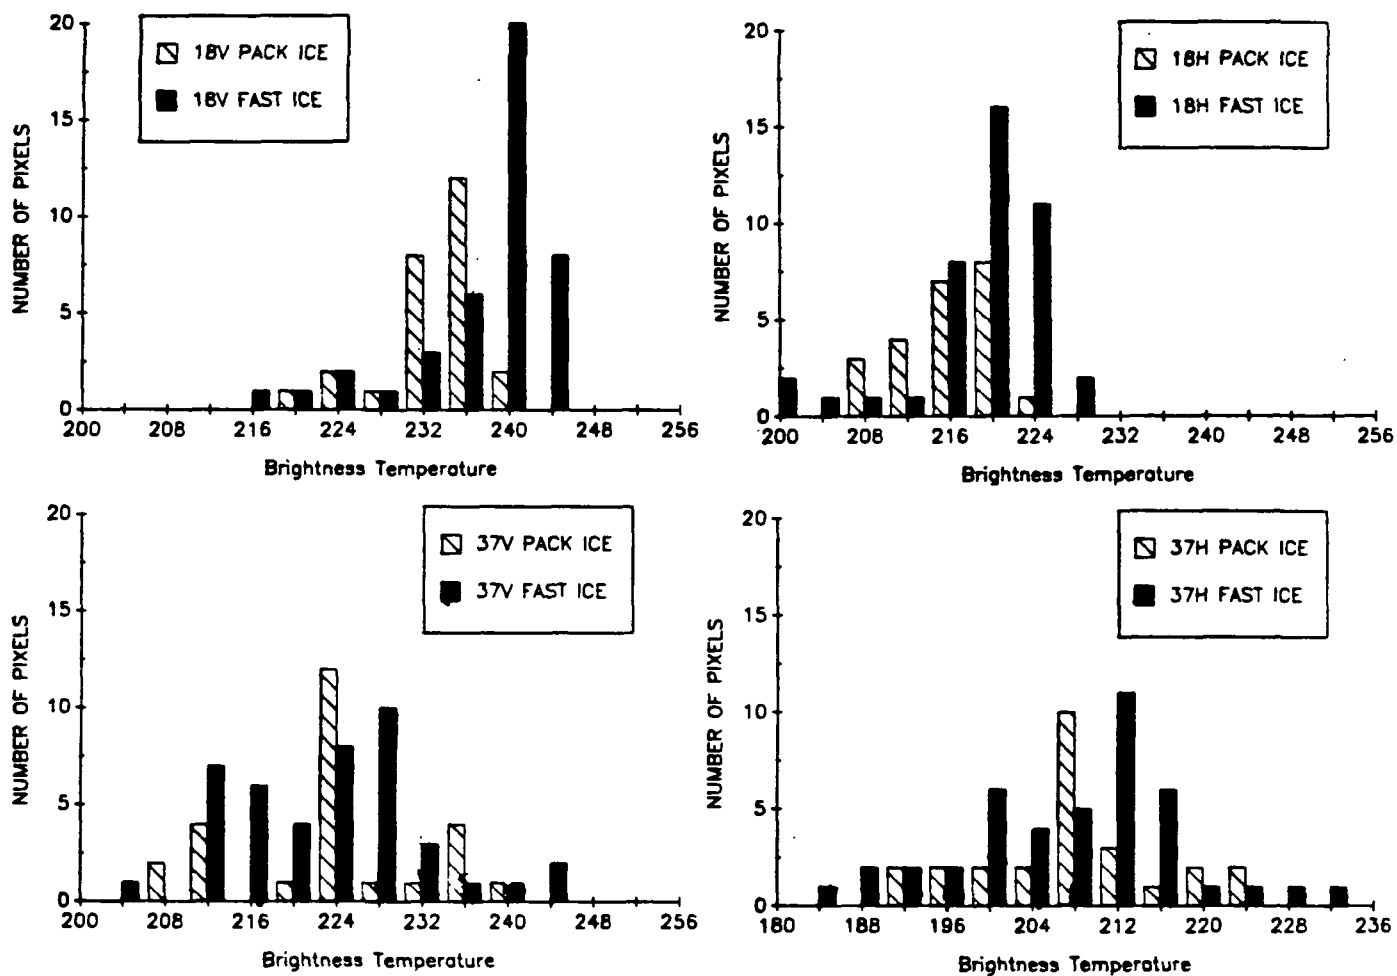 20
15
10
5
0
NUMBER OF PIXELS
18V PACK ICE
18V FAST ICE
200 208 216 224 232 240 248 256
Brightness Temperature
20
15
10
5
0
NUMBER OF PIXELS
18H PACK ICE
18H FAST ICE
200 208 216 224 232 240 248 256
Brightness Temperature
20
15
10
5
0
NUMBER OF PIXELS
37V PACK ICE
37V FAST ICE
200 208 216 224 232 240 248 256
Brightness Temperature
20
15
10
5
0
NUMBER OF PIXELS
37H PACK ICE
37H FAST ICE
180 188 196 204 212 220 228 236
Brightness Temperature